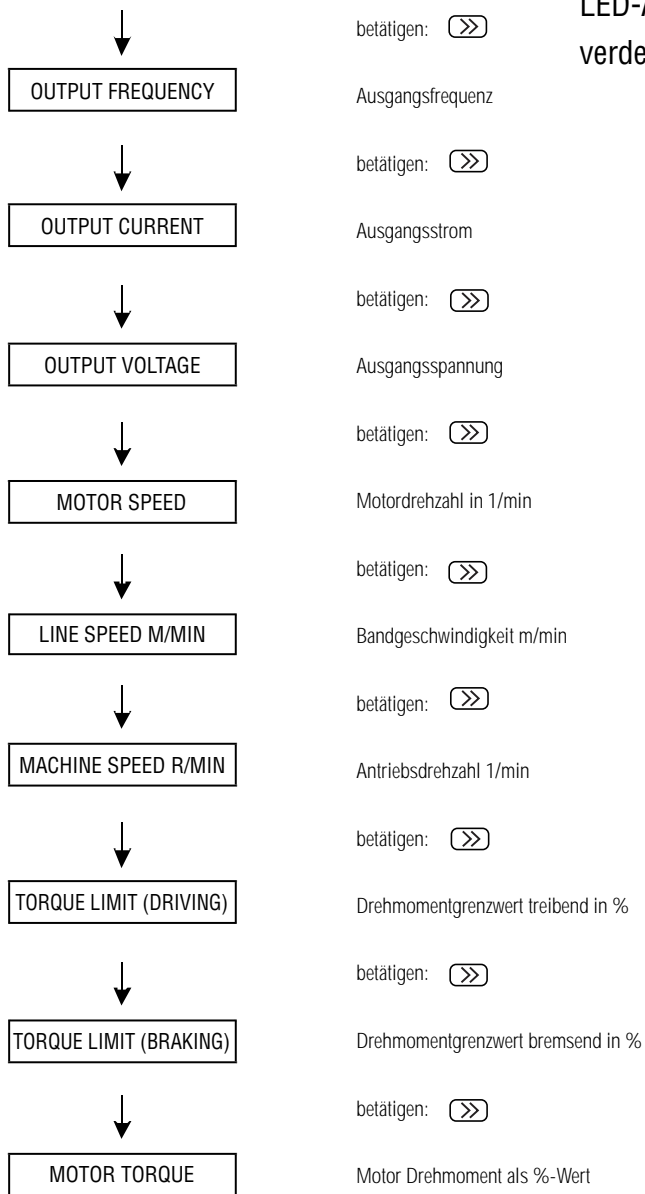 betätigen:
OUTPUT FREQUENCY
Ausgangsfrequenz
betätigen:
OUTPUT CURRENT
Ausgangsstrom
betätigen:
OUTPUT VOLTAGE
Ausgangsspannung
betätigen:
MOTOR SPEED
Motordrehzahl in 1/min
betätigen:
LINE SPEED M/MIN
Bandgeschwindigkeit m/min
betätigen:
MACHINE SPEED R/MIN
Antriebsdrehzahl 1/min
betätigen:
TORQUE LIMIT (DRIVING)
Drehmomentgrenzwert treibend in %
betätigen:
TORQUE LIMIT (BRAKING)
Drehmomentgrenzwert bremsend in %
betätigen:
MOTOR TORQUE
Motor Drehmoment als %-Wert